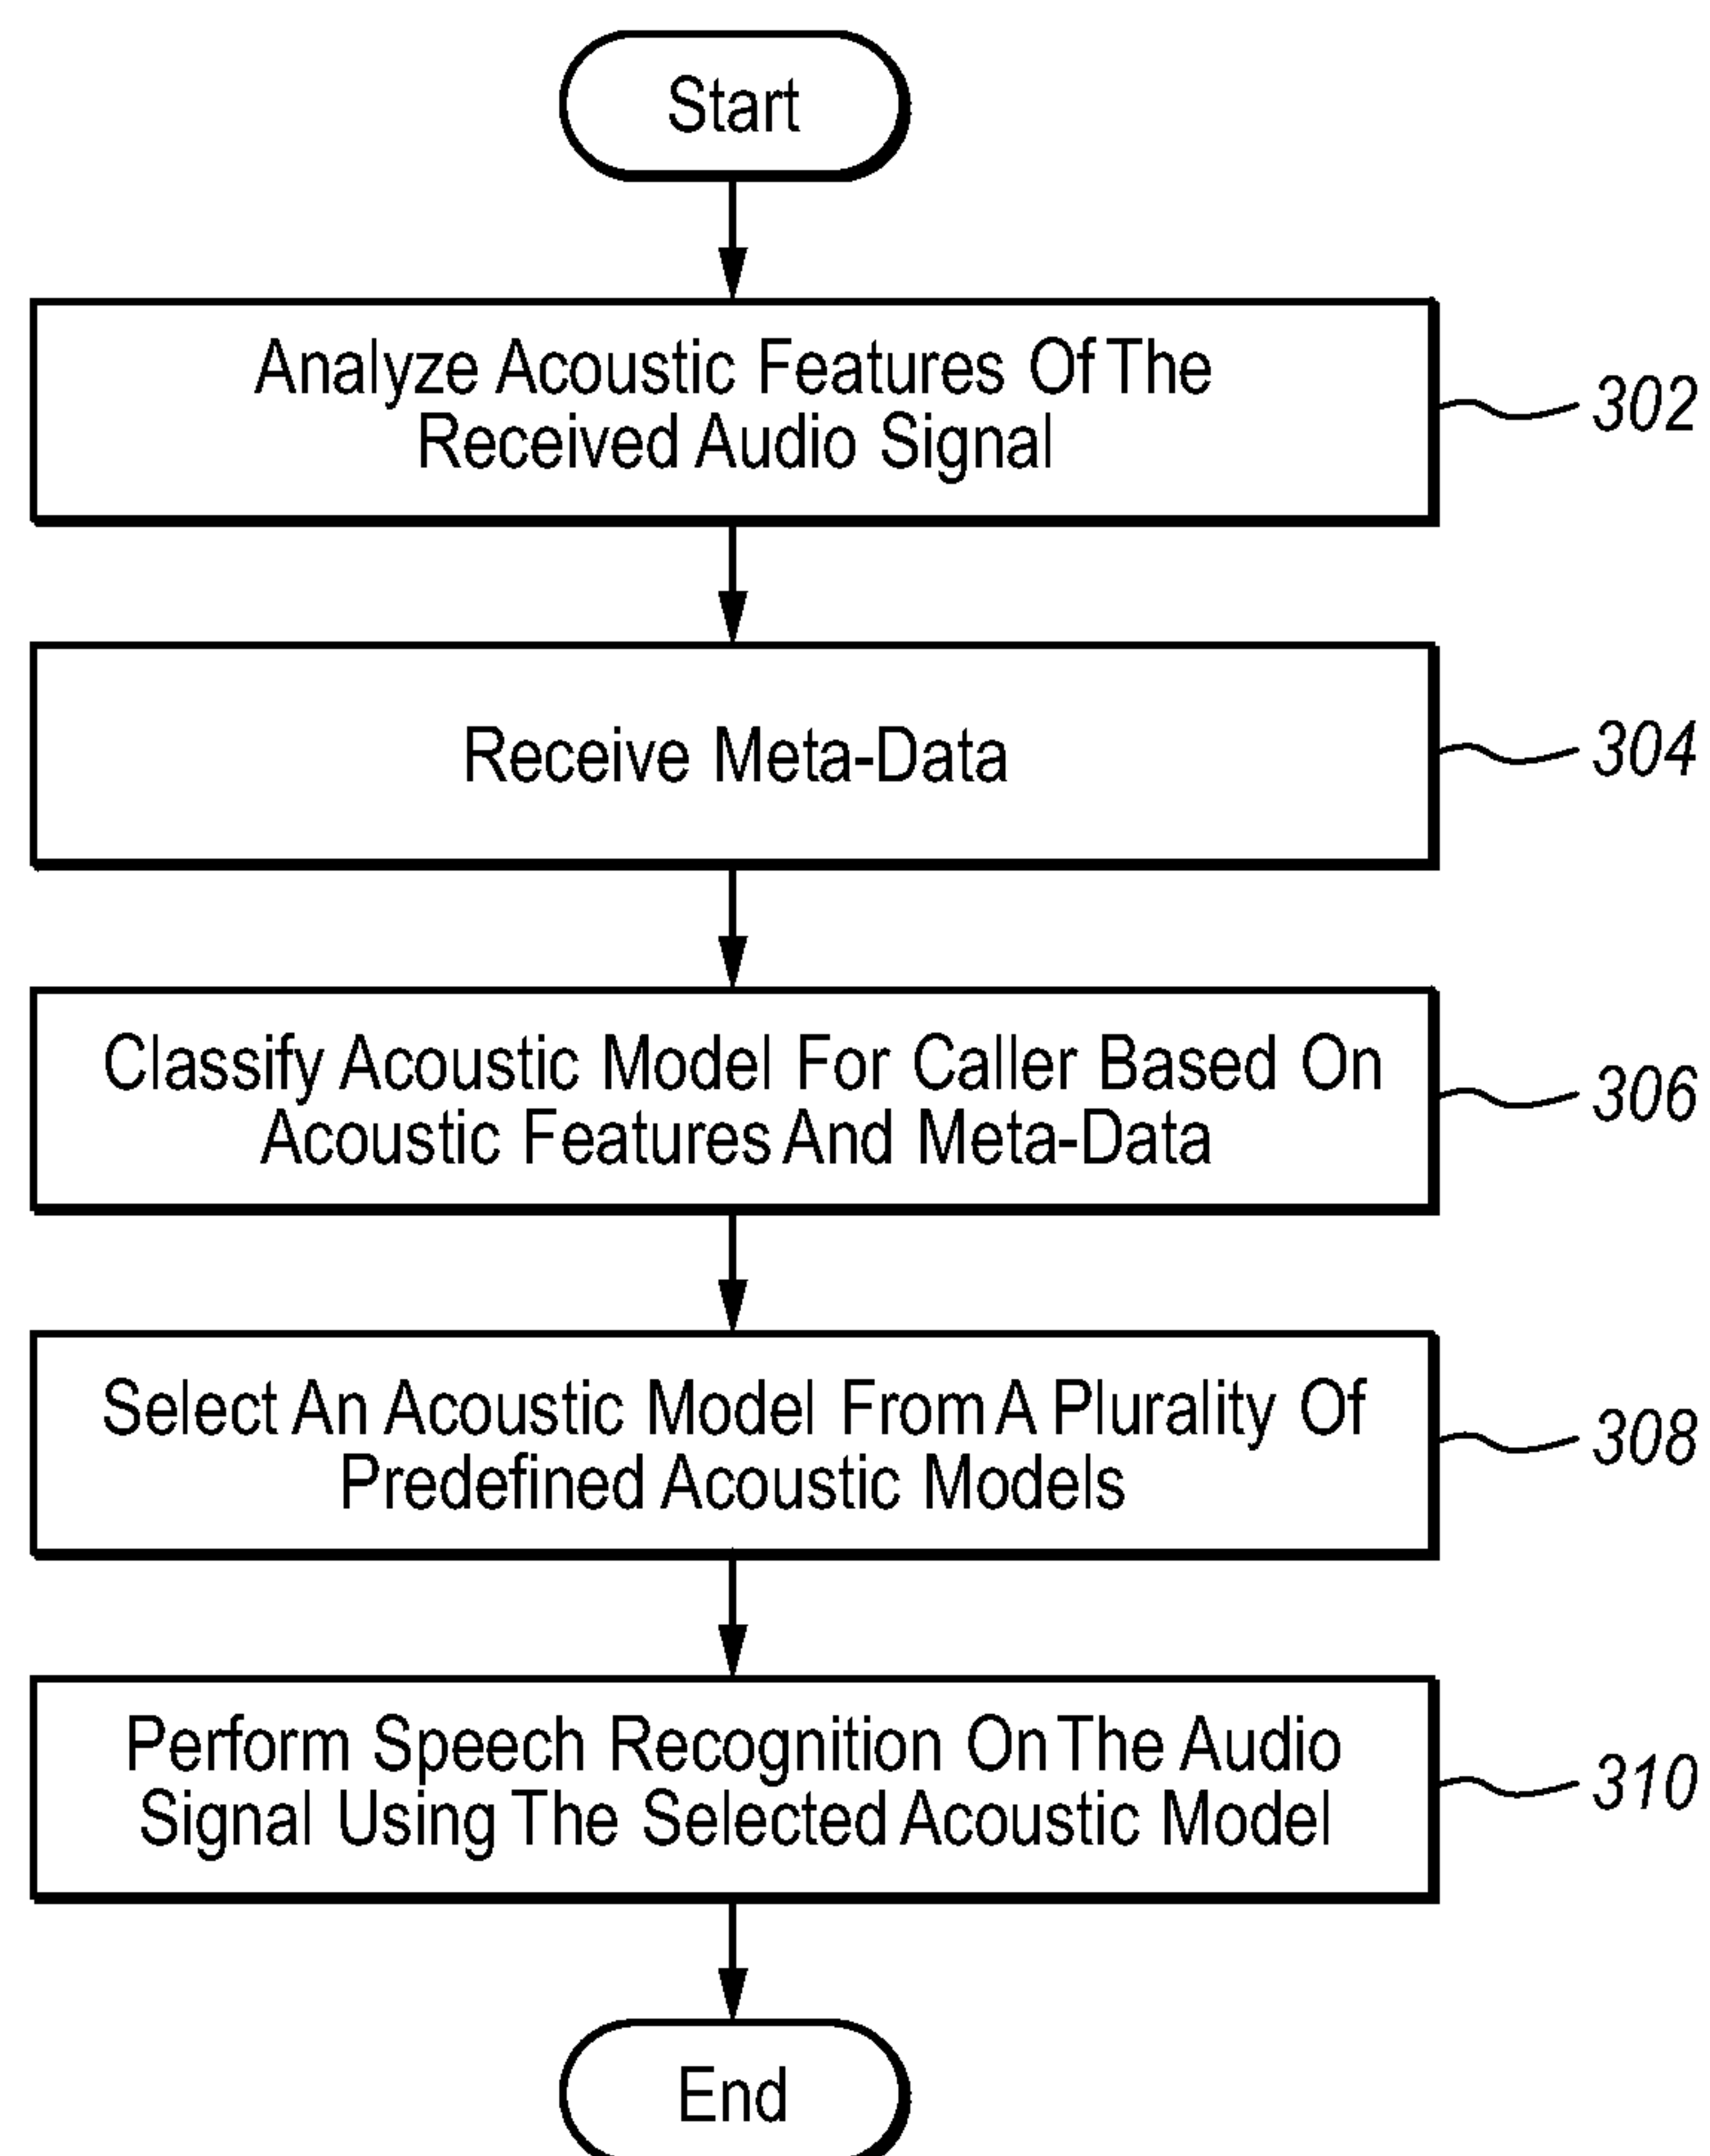 Start
Analyze Acoustic Features Of The
Received Audio Signal
302
Receive Meta-Data
304
Classify Acoustic Model For Caller Based On
Acoustic Features And Meta-Data
306
Select An Acoustic Model From A Plurality Of
Predefined Acoustic Models
308
Perform Speech Recognition On The Audio
Signal Using The Selected Acoustic Model
310
End